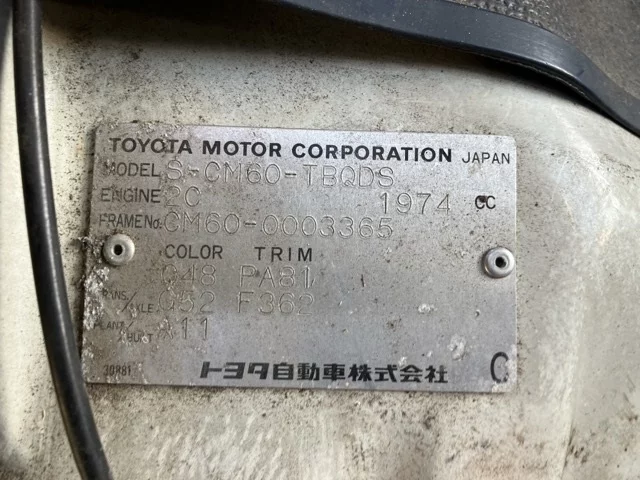 TOYOTA MOTOR CORPORATION JAPAN
MODEL S-CM60-TBQDS
ENGINE 2C 1974 CC
FRAME No. CM60-0003365
COLOR TRIM
048 PA81
TRANS/AXLE. G52 F362
PLANT/ A11
30881
トヨタ自動車株式会社 C